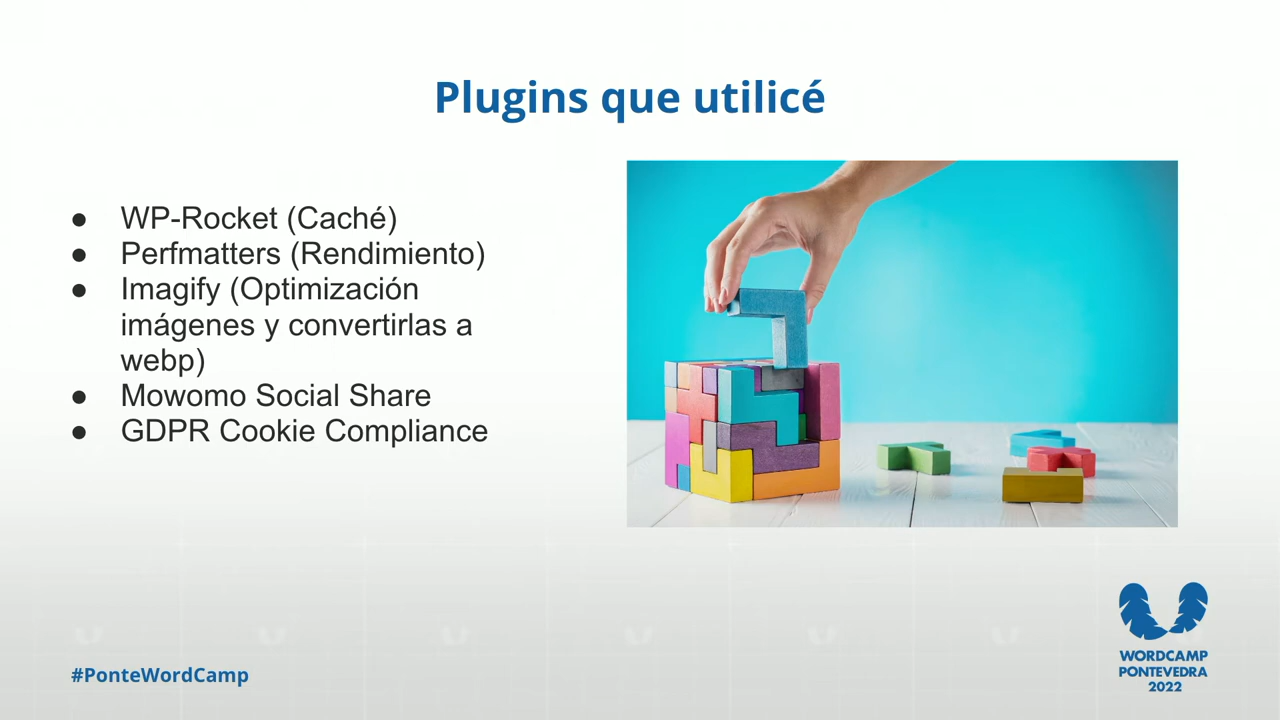 Plugins que utilicé
● WP-Rocket (Caché)
● Perfmatters (Rendimiento)
● Imagify (Optimización
imágenes y convertirlas a
webp)
● Mowomo Social Share
● GDPR Cookie Compliance
#PonteWordCamp
WORDCAMP
PONTEVEDRA
2022